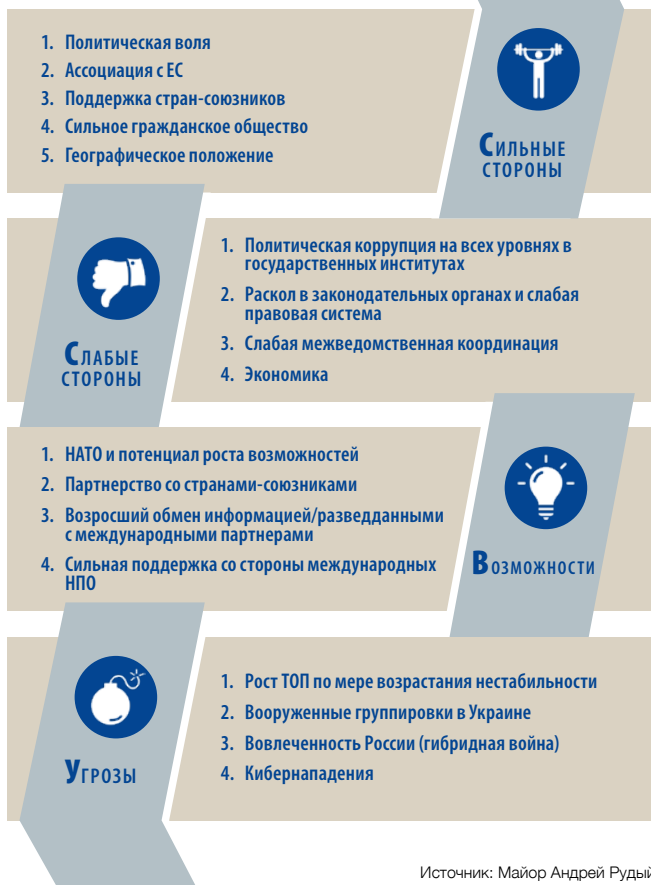 1. Политическая воля
2. Ассоциация с ЕС
3. Поддержка стран-союзников
4. Сильное гражданское общество
5. Географическое положение
Сильные
стороны
Слабые
стороны
1. Политическая коррупция на всех уровнях в
государственных институтах
2. Раскол в законодательных органах и слабая
правовая система
3. Слабая межведомственная координация
4. Экономика
1. НАТО и потенциал роста возможностей
2. Партнерство со странами-союзниками
3. Возросший обмен информацией/разведданными
с международными партнерами
4. Сильная поддержка со стороны международных
НПО
Возможности
Угрозы
1. Рост ТОП по мере возрастания нестабильности
2. Вооруженные группировки в Украине
3. Вовлеченность России (гибридная война)
4. Кибернападения
Источник: Майор Андрей Рудый